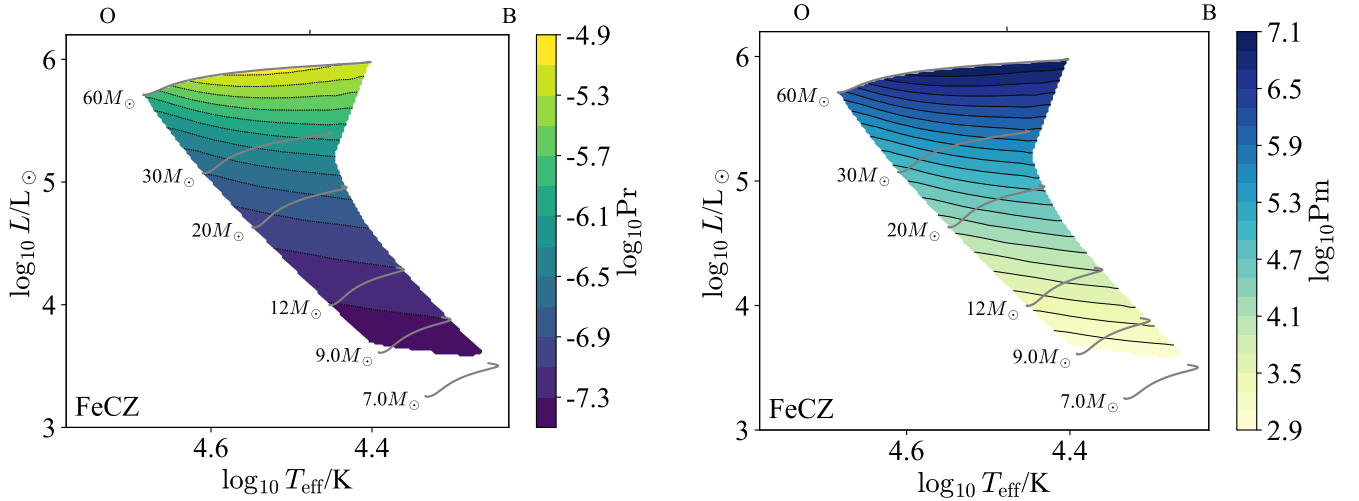 O B
6
5
4
3
log₁₀ L/L☉
60M☉
30M☉
20M☉
12M☉
9.0M☉
7.0M☉
FeCZ
4.6 4.4
log₁₀ Teff/K
-4.9
-5.3
-5.7
-6.1
-6.5
-6.9
-7.3
log₁₀Pr
O B
6
5
4
3
log₁₀ L/L☉
60M☉
30M☉
20M☉
12M☉
9.0M☉
7.0M☉
FeCZ
4.6 4.4
log₁₀ Teff/K
7.1
6.5
5.9
5.3
4.7
4.1
3.5
2.9
log₁₀Pm